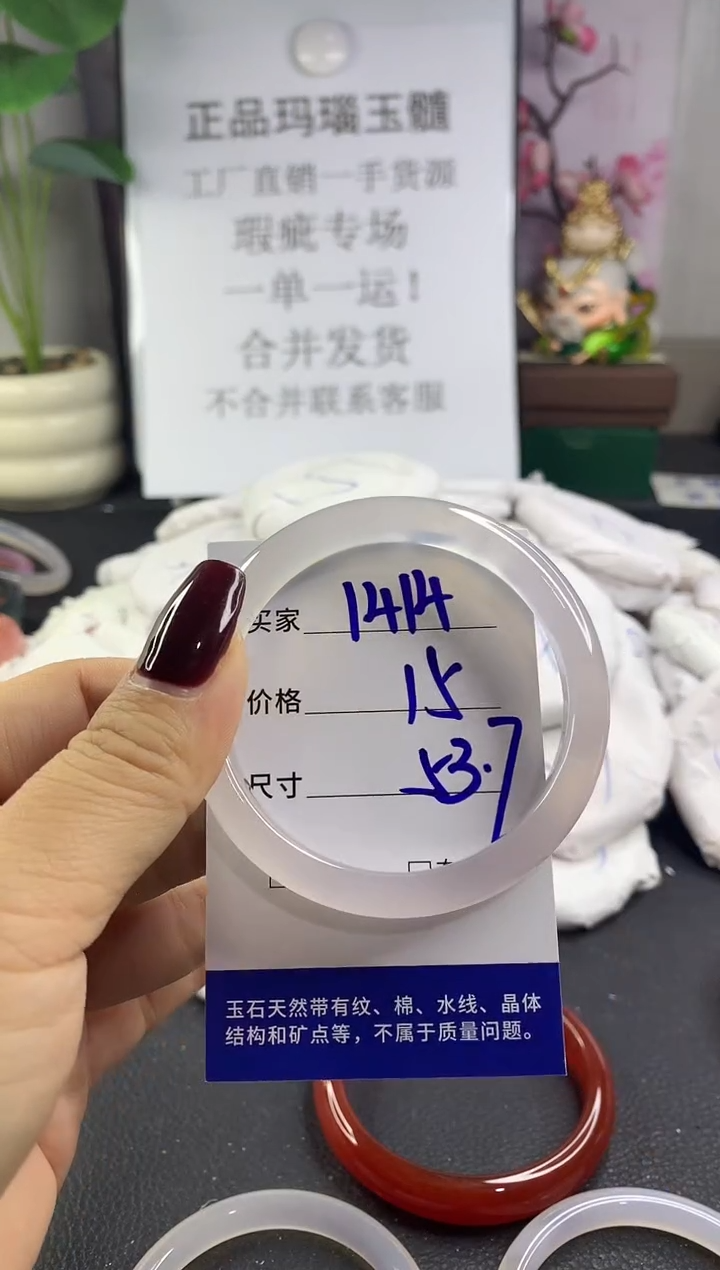 正品玛瑙玉髓
工厂直销一手货源
瑕疵专场
一单一运！
合并发货
不合并联系客服
买家 1414
价格 15
尺寸 53.7
玉石天然带有纹、棉、水线、晶体
结构和矿点等，不属于质量问题。